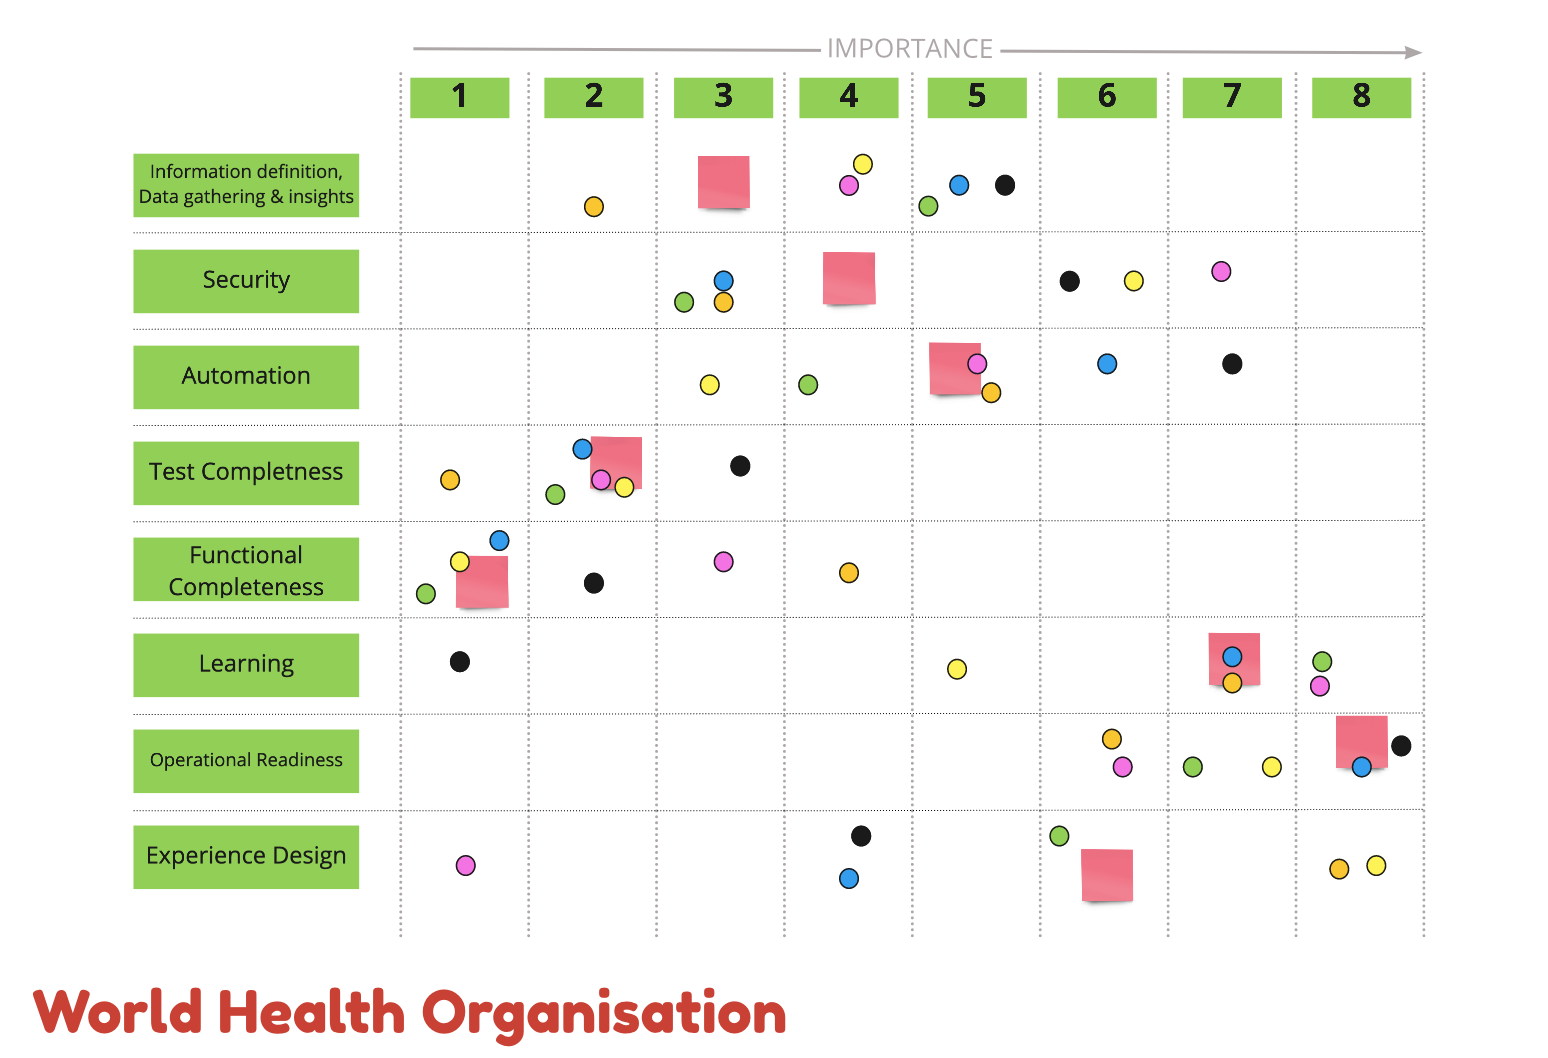 IMPORTANCE
1 2 3 4 5 6 7 8
Information definition,
Data gathering & insights
Security
Automation
Test Completness
Functional
Completeness
Learning
Operational Readiness
Experience Design
World Health Organisation